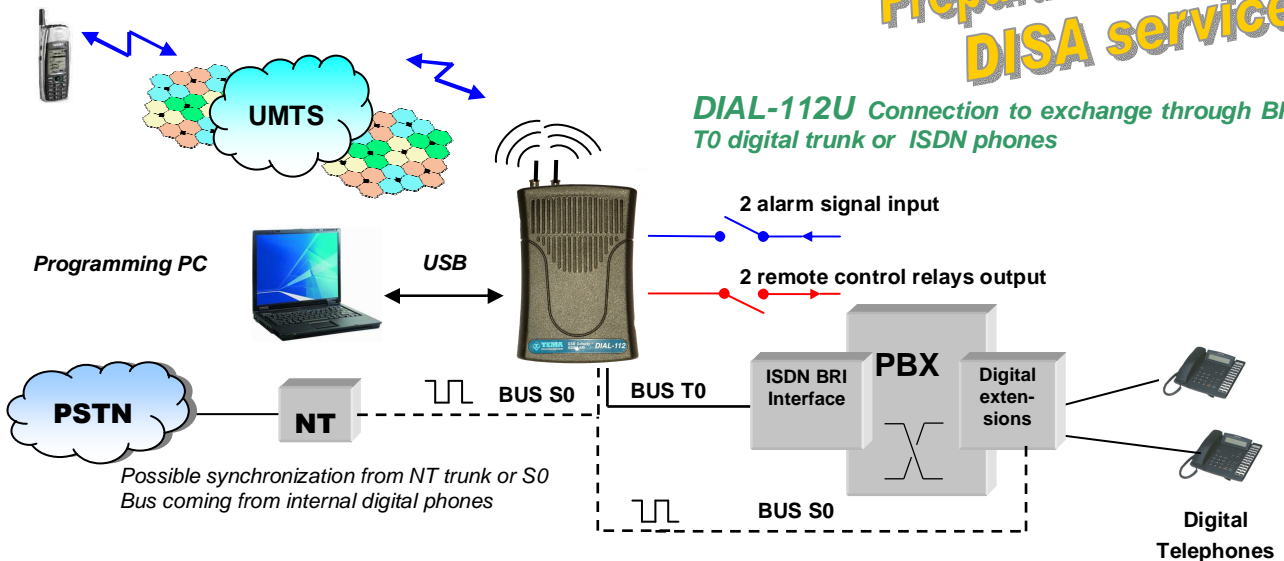 DISA service
UMTS
DIAL-112U Connection to exchange through
T0 digital trunk or ISDN phones
2 alarm signal input
Programming PC
USB
2 remote control relays output
TEMA
DIAL-112
PSTN
NT
BUS S0
BUS T0
ISDN BRI
Interface
PBX
Digital
exten-
sions
Possible synchronization from NT trunk or S0
Bus coming from internal digital phones
BUS S0
Digital
Telephones